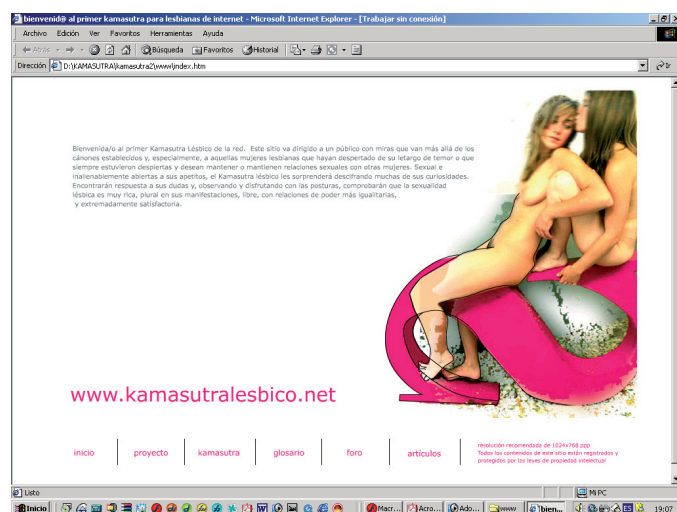 bienvenid@ al primer kamasutra para lesbianas de internet - Microsoft Internet Explorer - [Trabajar sin conexión]
Archivo Edición Ver Favoritos Herramientas Ayuda
Atrás Búsqueda Favoritos Historial
Dirección D:\KAMASUTRA\kamasutra2\www\index.htm Ir
Bienvenida/o al primer Kamasutra Lésbico de la red. Este sitio va dirigido a un público con miras que van más allá de los
cánones establecidos y, especialmente, a aquellas mujeres lesbianas que hayan despertado de su letargo de temor o que
siempre estuvieron despiertas y desean mantener o mantienen relaciones sexuales con otras mujeres. Sexual e
inalienablemente abiertas a sus apetitos, el Kamasutra lésbico les sorprenderá descifrando muchas de sus curiosidades.
Encontrarán respuesta a sus dudas y, observando y disfrutando con las posturas, comprobarán que la sexualidad
lésbica es muy rica, plural en sus manifestaciones, libre, con relaciones de poder más igualitarias,
y extremadamente satisfactoria.
www.kamasutralesbico.net
inicio proyecto kamasutra glosario foro artículos
resolución recomendada de 1024x768 ppp
Todos los contenidos de este sitio están registrados y
protegidos por las leyes de propiedad intelectual
Listo Mi PC
Inicio Macr... Acro... Ado... www bien... 19:07